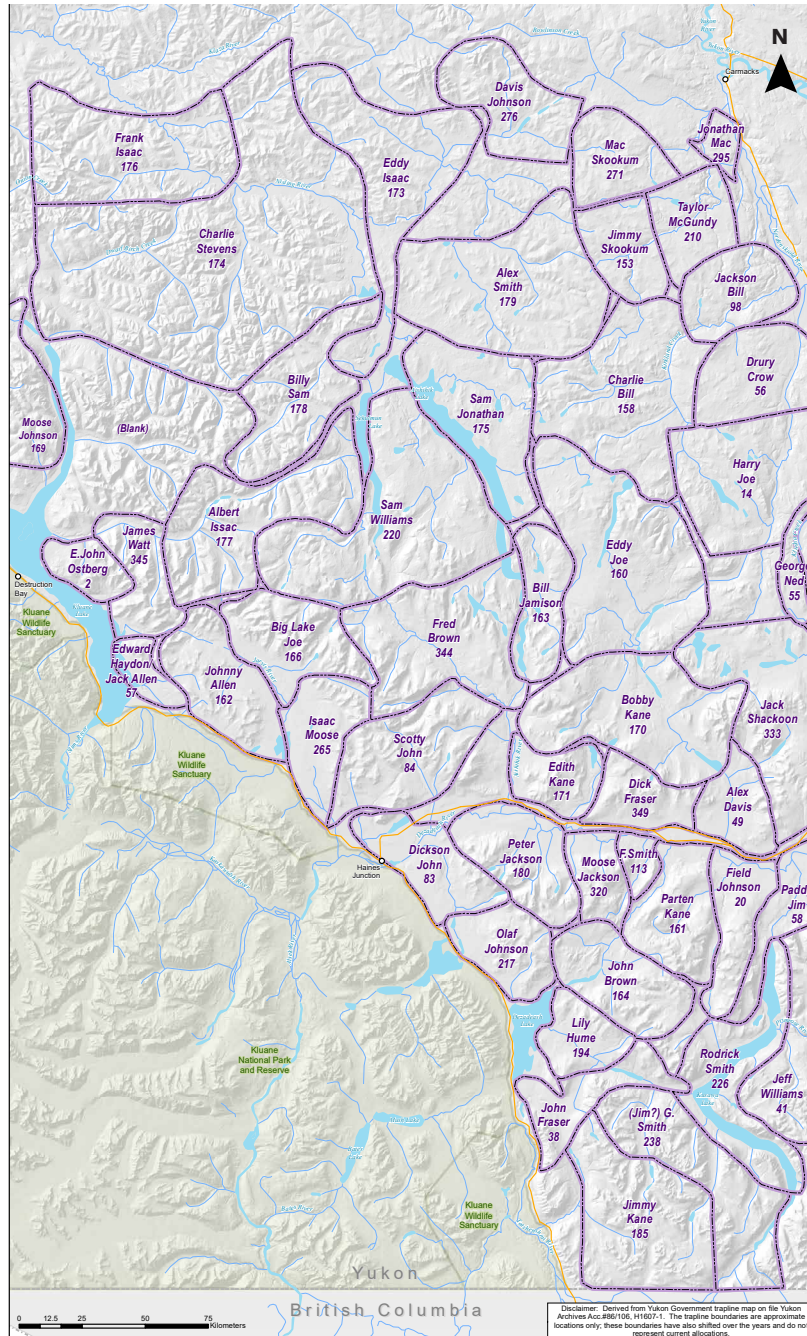 N
Carmacks
Davis
Johnson
276
Jonathan
Mac
295
Frank
Isaac
176
Mac
Skookum
271
Eddy
Isaac
173
Taylor
McGundy
210
Charlie
Stevens
174
Jimmy
Skookum
153
Alex
Smith
179
Jackson
Bill
98
Drury
Crow
56
Billy
Sam
178
Charlie
Bill
158
Sam
Jonathan
175
Moose
Johnson
169
(Blank)
Harry
Joe
14
Albert
Issac
177
Sam
Williams
220
James
Watt
345
Eddy
Joe
160
E.John
Ostberg
2
George
Ned
55
Destruction
Bay
Bill
Jamison
163
Kluane
Lake
Kluane
Wildlife
Sanctuary
Big Lake
Joe
166
Fred
Brown
344
Edward/
Haydon/
Jack Allen
57
Johnny
Allen
162
Bobby
Kane
170
Jack
Shackoon
333
Isaac
Moose
265
Scotty
John
84
Kluane
Wildlife
Sanctuary
Edith
Kane
171
Dick
Fraser
349
Alex
Davis
49
Haines
Junction
Dickson
John
83
Peter
Jackson
180
Moose
Jackson
320
F.Smith
113
Field
Johnson
20
Parten
Kane
161
Padd
Jim
58
Olaf
Johnson
217
John
Brown
164
Dezadeash
Lake
Lily
Hume
194
Kluane
National Park
and Reserve
Rodrick
Smith
226
Jeff
Williams
41
John
Fraser
38
(Jim?) G.
Smith
238
Jimmy
Kane
185
Kluane
Wildlife
Sanctuary
Yukon
British Columbia
0 12.5 25 50 75
Kilometers
Disclaimer: Derived from Yukon Government trapline map on file Yukon
Archives Acc.#86/106, H1607-1. The trapline boundaries are approximate
locations only; these boundaries have also shifted over the years and do not
represent current allocations.